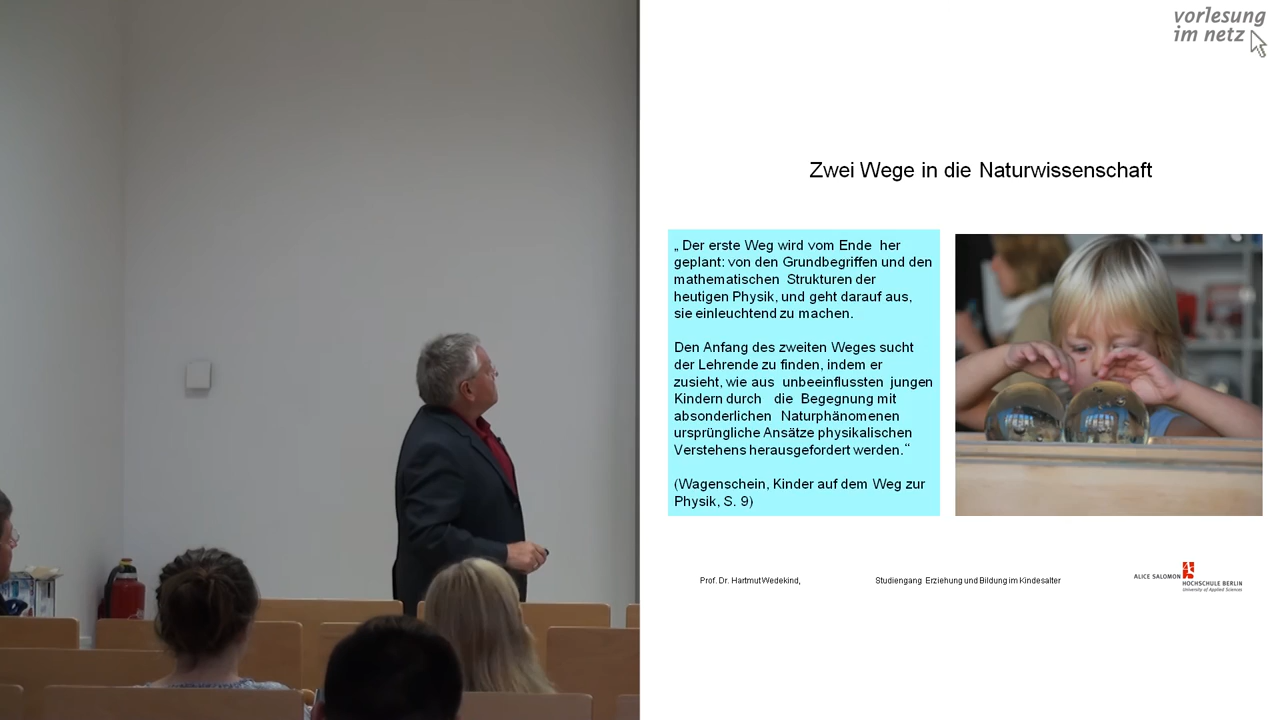 vorlesung
im netz
Zwei Wege in die Naturwissenschaft
„ Der erste Weg wird vom Ende her
geplant: von den Grundbegriffen und den
mathematischen Strukturen der
heutigen Physik, und geht darauf aus,
sie einleuchtend zu machen.
Den Anfang des zweiten Weges sucht
der Lehrende zu finden, indem er
zusieht, wie aus unbeeinflussten jungen
Kindern durch die Begegnung mit
absonderlichen Naturphänomenen
ursprüngliche Ansätze physikalischen
Verstehens herausgefordert werden.“
(Wagenschein, Kinder auf dem Weg zur
Physik, S. 9)
Prof. Dr. Hartmut Wedekind,
Studiengang Erziehung und Bildung im Kindesalter
ALICE SALOMON
HOCHSCHULE BERLIN
University of Applied Sciences